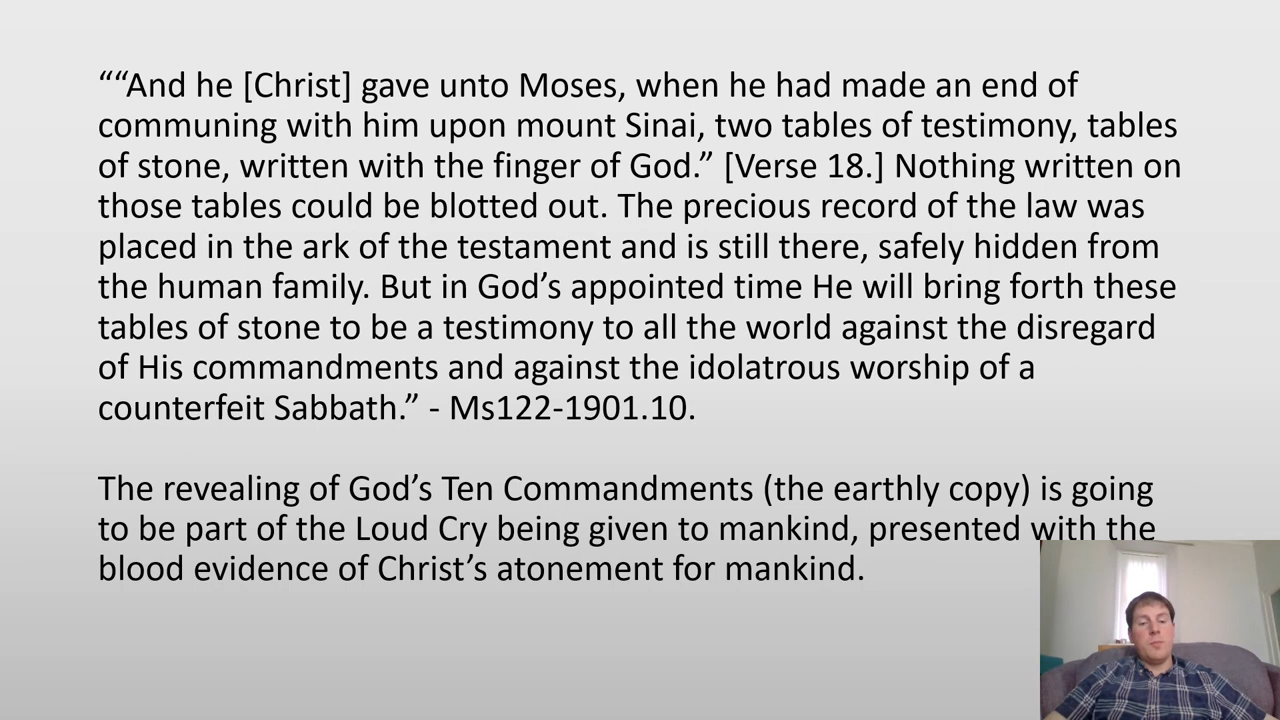 ““And he [Christ] gave unto Moses, when he had made an end of
communing with him upon mount Sinai, two tables of testimony, tables
of stone, written with the finger of God.” [Verse 18.] Nothing written on
those tables could be blotted out. The precious record of the law was
placed in the ark of the testament and is still there, safely hidden from
the human family. But in God’s appointed time He will bring forth these
tables of stone to be a testimony to all the world against the disregard
of His commandments and against the idolatrous worship of a
counterfeit Sabbath.” - Ms122-1901.10.
The revealing of God’s Ten Commandments (the earthly copy) is going
to be part of the Loud Cry being given to mankind, presented with the
blood evidence of Christ’s atonement for mankind.